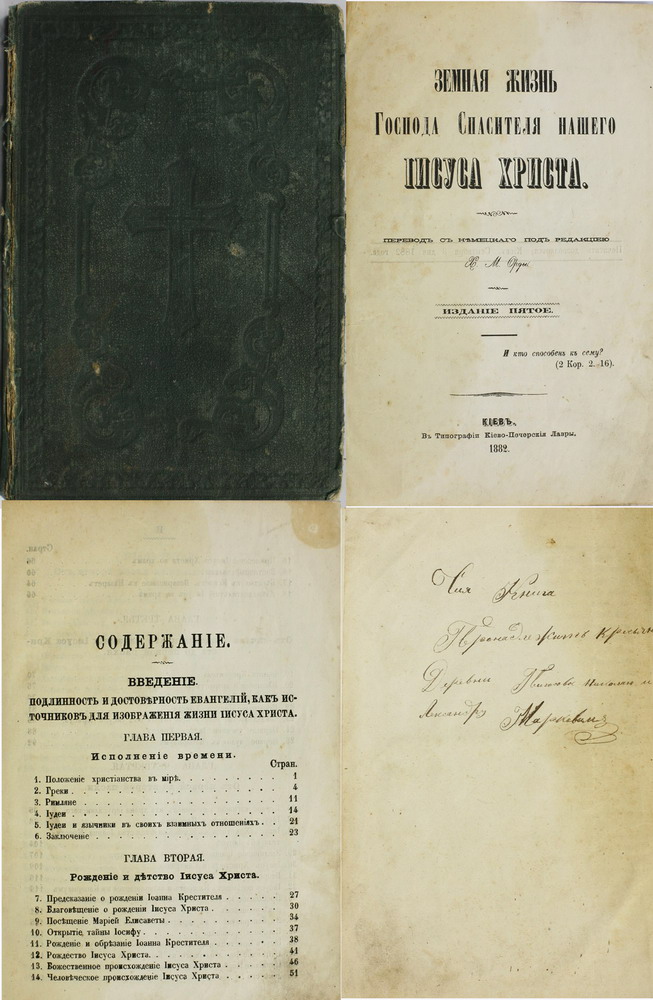 ЗЕМНАЯ ЖИЗНЬ
ГОСПОДА СПАСИТЕЛЯ НАШЕГО
ІИСУСА ХРИСТА.
ПЕРЕВОДЪ СЪ НѢМЕЦКАГО ПОДЪ РЕДАКЦІЕЮ
Х. М. Орды.
ИЗДАНІЕ ПЯТОЕ.
И кто способенъ къ сему?
(2 Кор. 2. 16).
КІЕВЪ.
Въ Типографіи Кіево-Печерскія Лавры.
1882.
СОДЕРЖАНІЕ.
ВВЕДЕНІЕ.
ПОДЛИННОСТЬ И ДОСТОВѢРНОСТЬ ЕВАНГЕЛІЙ, КАКЪ ИС-
ТОЧНИКОВЪ ДЛЯ ИЗОБРАЖЕНІЯ ЖИЗНИ ІИСУСА ХРИСТА.
ГЛАВА ПЕРВАЯ.
Исполненіе времени.
Стран.
1. Положеніе христіанства въ мірѣ. 1
2. Греки 4
3. Римляне 11
4. Іудеи 14
5. Іудеи и язычники въ своихъ взаимныхъ отношеніяхъ. 21
6. Заключеніе 23
ГЛАВА ВТОРАЯ.
Рожденіе и дѣтство Іисуса Христа.
7. Предсказаніе о рожденіи Іоанна Крестителя 27
8. Благовѣщеніе о рожденіи Іисуса Христа 30
9. Посѣщеніе Маріей Елисаветы 34
10. Открытіе тайны Іосифу. 37
11. Рожденіе и обрѣзаніе Іоанна Крестителя 38
12. Рождество Іисуса Христа. 41
13. Божественное происхожденіе Іисуса Христа 46
14. Человѣческое происхожденіе Іисуса Христа 51
Сия Книга
Деревни
Александр